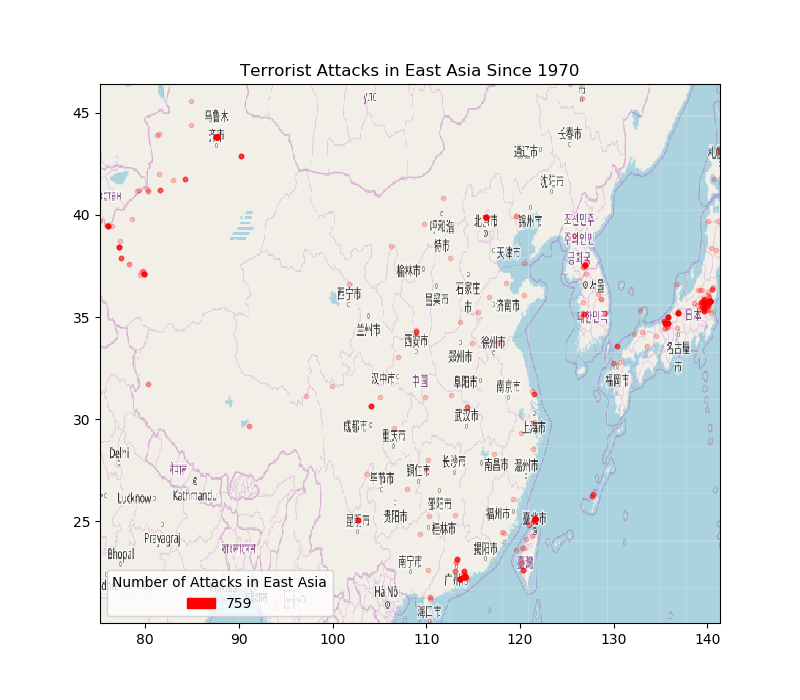 Terrorist Attacks in East Asia Since 1970
45
40
35
30
25
80
90
100
110
120
130
140
乌鲁木
齐市
长春市
通辽市
沈阳市
北京市
锦州市
呼和浩
特市
天津市
조선민주
주의인민
공화국
서울
대한민국
日本
名古屋
市
福岡市
榆林市
石家庄
市
吕梁市
济南市
西宁市
兰州市
西安市
郑州市
徐州市
汉中市
中国
阜阳市
南京市
成都市
武汉市
上海市
重庆市
Delhi
नेपाल
Lucknow
Kathmandu
毕节市
铜仁市
长沙市
南昌市
温州市
昆明市
贵阳市
邵阳市
桂林市
福州市
臺北市
Prayagraj
Bhopal
বাংলাদেশ
南宁市
广州市
揭阳市
臺灣
Hà Nội
海口市
Number of Attacks in East Asia
759